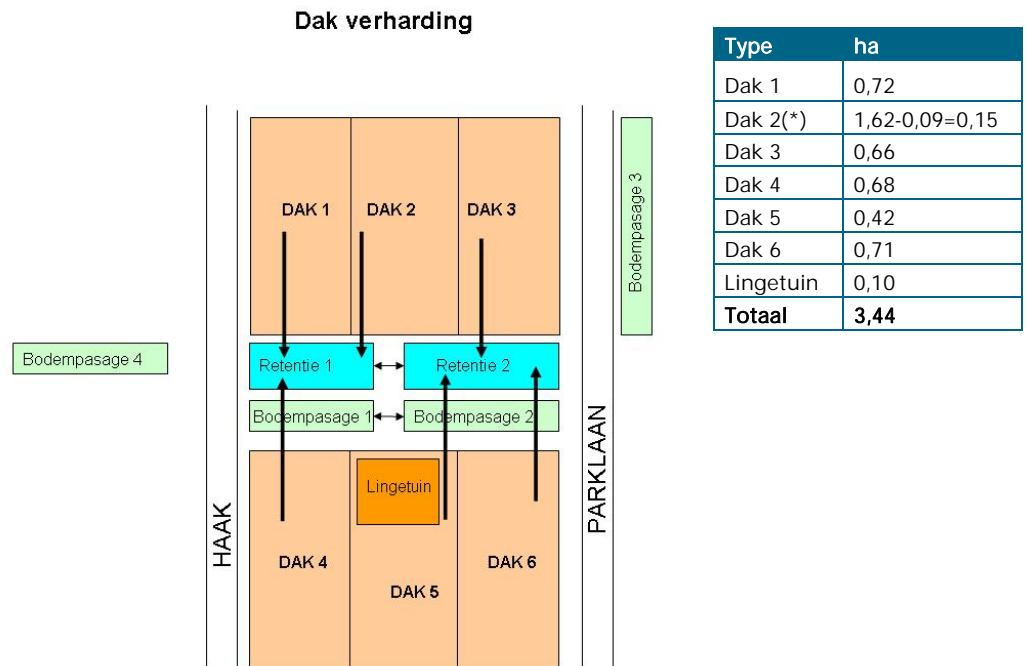 Dak verharding
Type ha
Dak 1 0,72
Dak 2(*) 1,62-0,09=0,15
Dak 3 0,66
Dak 4 0,68
Dak 5 0,42
Dak 6 0,71
Lingetuin 0,10
Totaal 3,44
DAK 1 DAK 2 DAK 3
Bodempasage 3
Bodempasage 4
Retentie 1 Retentie 2
Bodempasage 1 Bodempasage 2
HAAK
PARKLAAN
Lingetuin
DAK 4 DAK 5 DAK 6